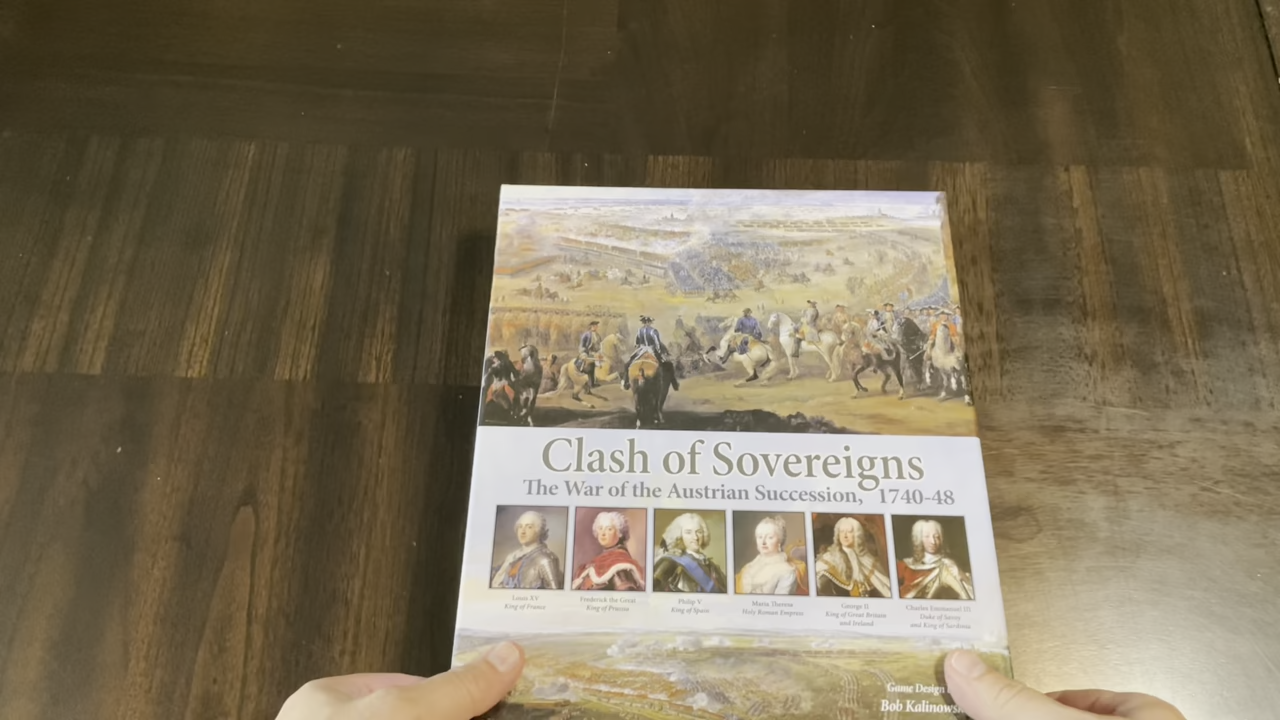 Clash of Sovereigns
The War of the Austrian Succession, 1740-48
Louis XV
King of France
Frederick the Great
King of Prussia
Philip V
King of Spain
Maria Theresa
Holy Roman Empress
George II
King of Great Britain
and Ireland
Charles Emmanuel III
Duke of Savoy
and King of Sardinia
Game Design
Bob